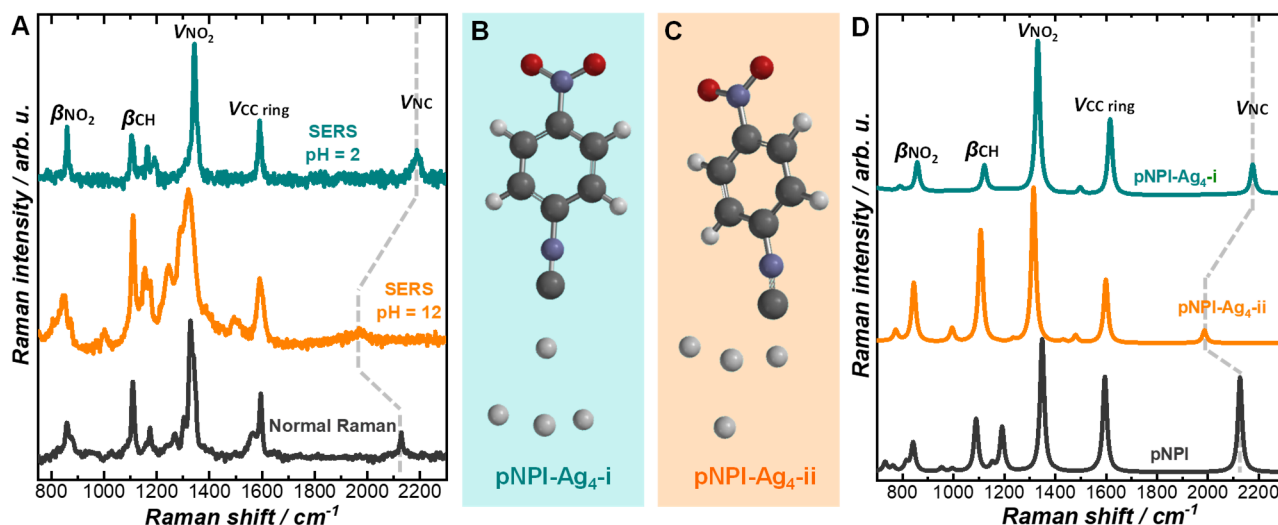 A
νNO₂
βNO₂
βCH
νCC ring
νNC
SERS
pH = 2
SERS
pH = 12
Normal Raman
Raman intensity / arb. u.
800 1000 1200 1400 1600 1800 2000 2200
Raman shift / cm⁻¹
B
pNPI-Ag₄-i
C
pNPI-Ag₄-ii
D
νNO₂
νCC ring
νNC
βNO₂
βCH
pNPI-Ag₄-i
pNPI-Ag₄-ii
pNPI
Raman intensity / arb. u.
800 1000 1200 1400 1600 1800 2000 2200
Raman shift / cm⁻¹